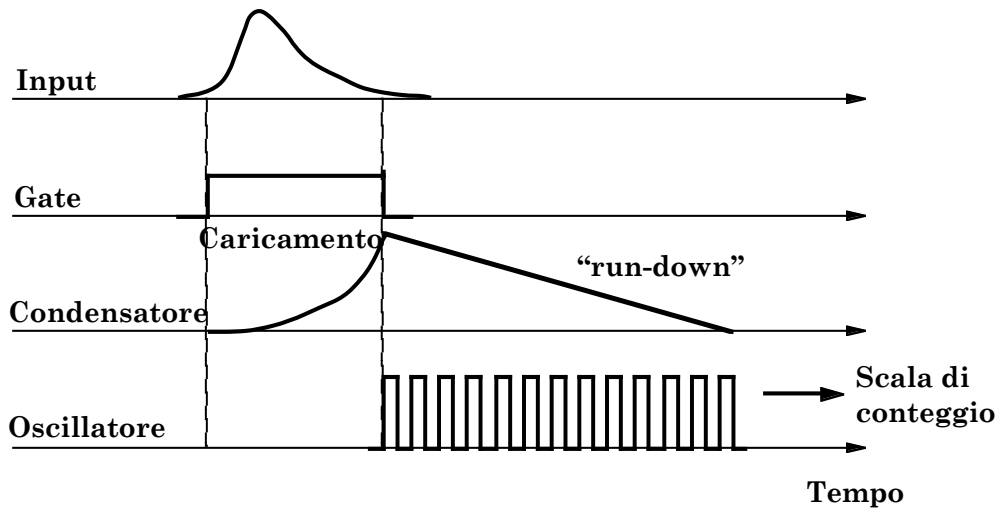 Input
Gate
Caricamento
“run-down”
Condensatore
Scala di
conteggio
Oscillatore
Tempo